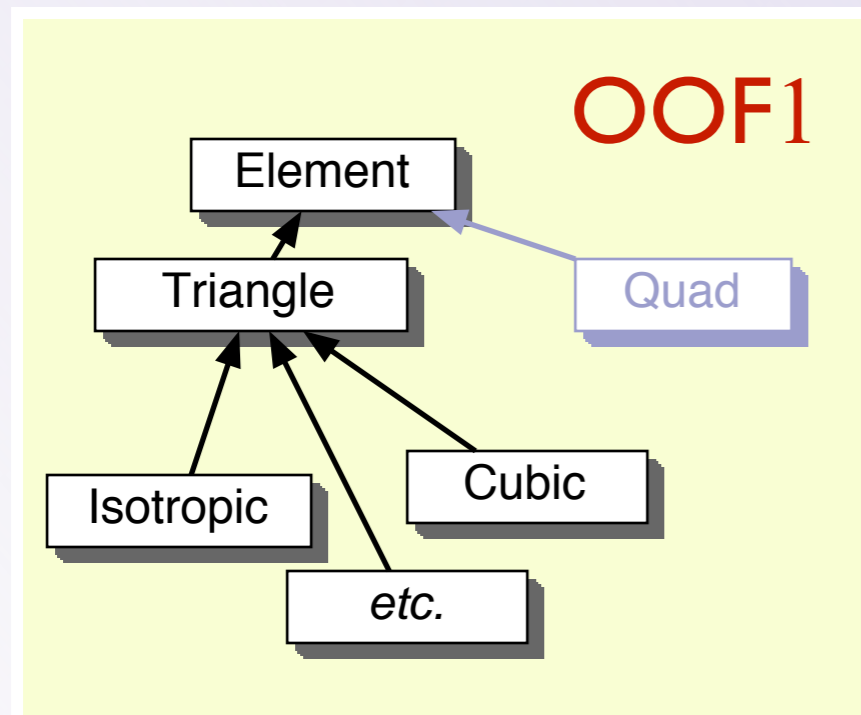 OOF1
Element
Triangle
Quad
Isotropic
Cubic
etc.